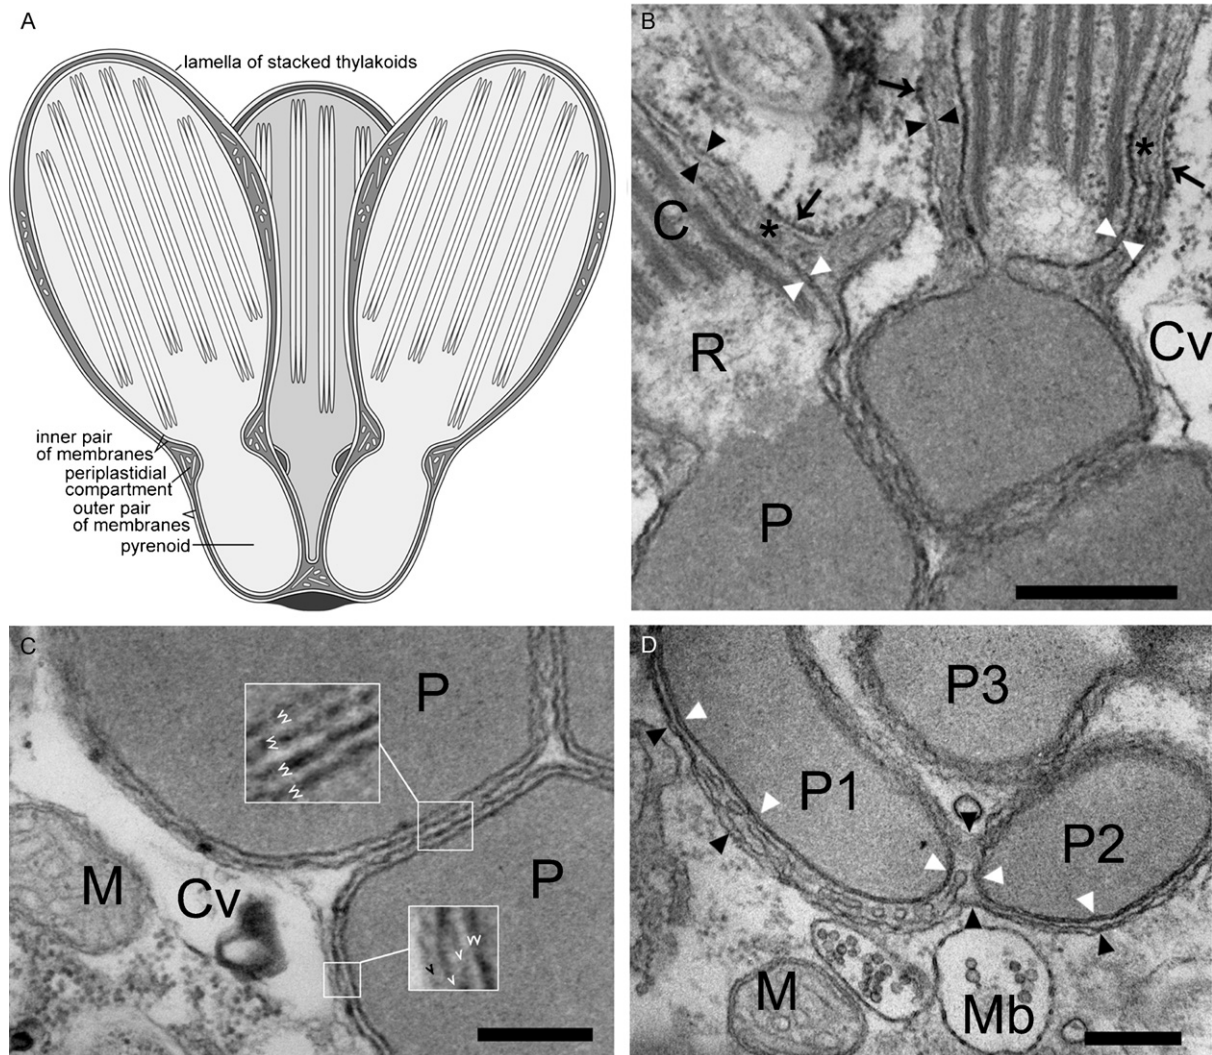 A
lamella of stacked thylakoids
inner pair
of membranes
periplastidial
compartment
outer pair
of membranes
pyrenoid
B
C
*
*
R
Cv
P
C
P
P
M
Cv
D
P3
P1
P2
M
Mb